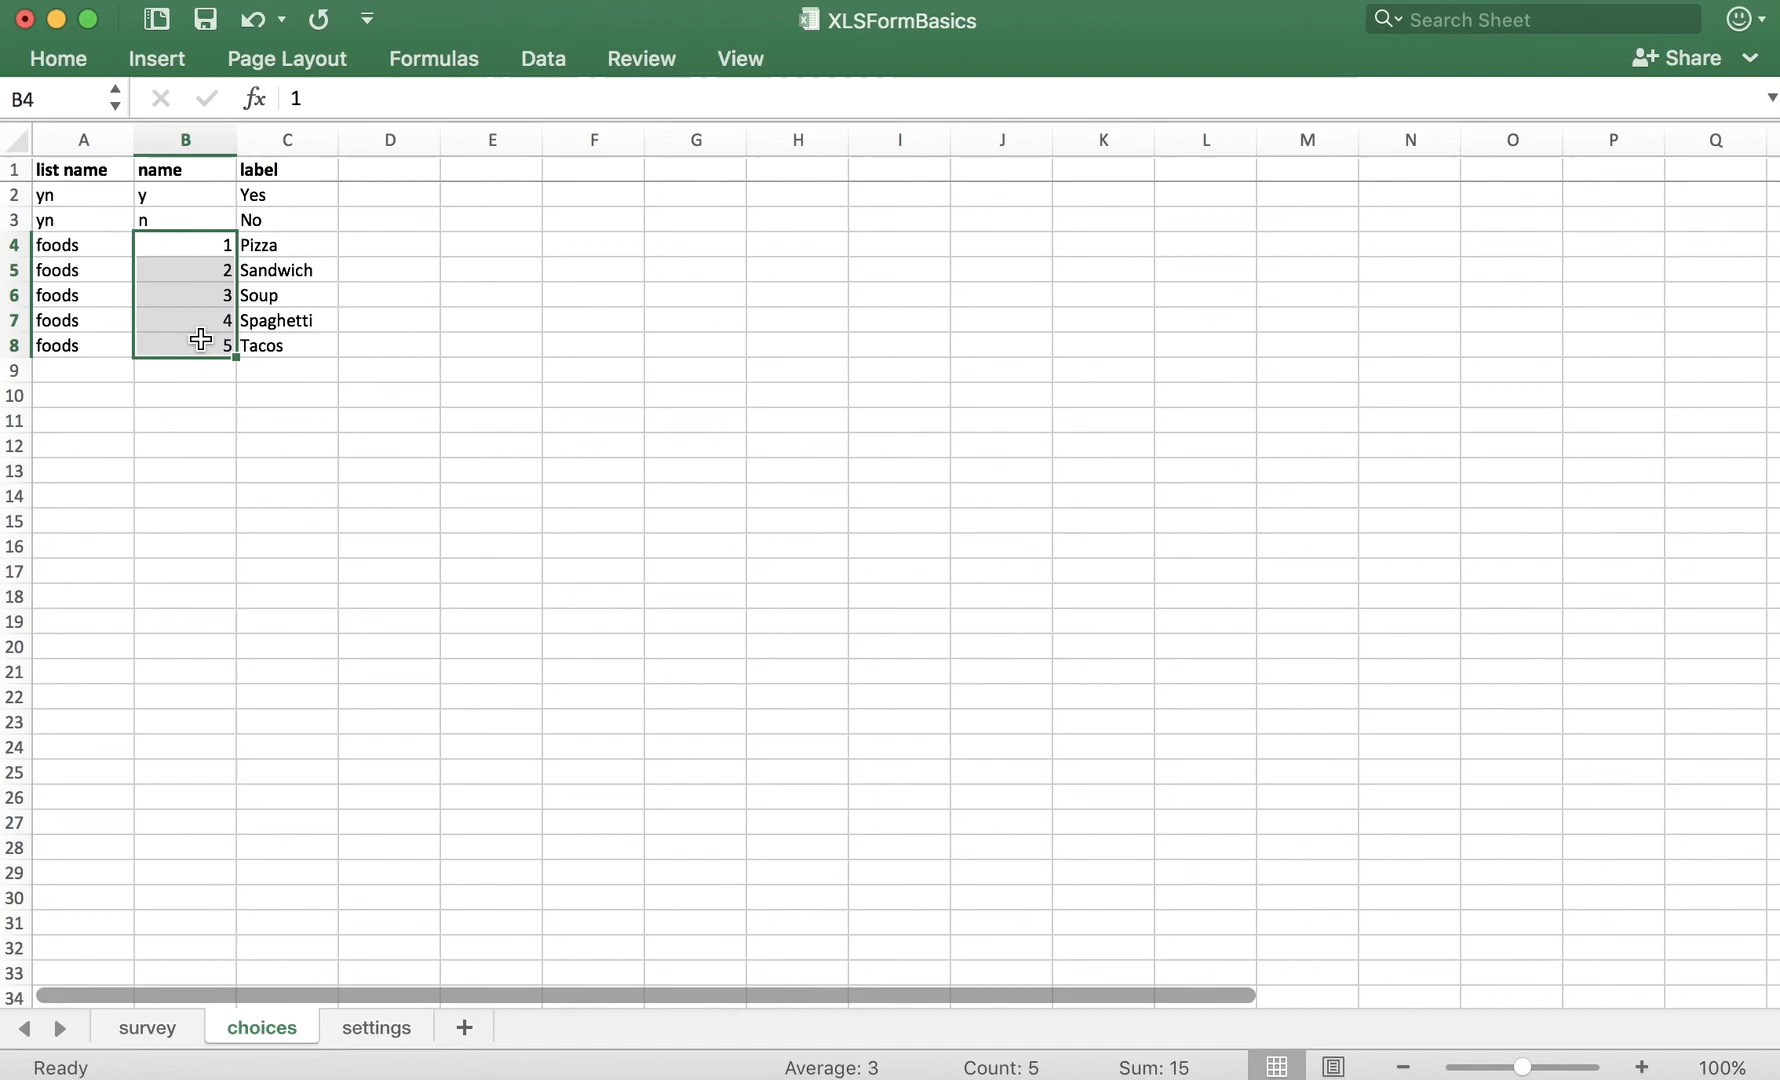 XLSFormBasics
Search Sheet
Home Insert Page Layout Formulas Data Review View Share
B4 fx 1
A B C D E F G H I J K L M N O P Q
1 list name name label
2 yn y Yes
3 yn n No
4 foods 1 Pizza
5 foods 2 Sandwich
6 foods 3 Soup
7 foods 4 Spaghetti
8 foods 5 Tacos
9
10
11
12
13
14
15
16
17
18
19
20
21
22
23
24
25
26
27
28
29
30
31
32
33
34
survey choices settings +
Ready Average: 3 Count: 5 Sum: 15 100%